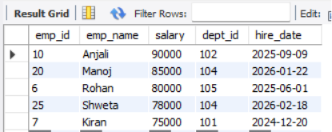 Result Grid Filter Rows: Edit:
emp_id emp_name salary dept_id hire_date
10 Anjali 90000 102 2025-09-09
20 Manoj 85000 104 2026-01-22
6 Rohan 80000 105 2025-06-01
25 Shweta 78000 104 2026-02-18
7 Kiran 75000 101 2024-12-20